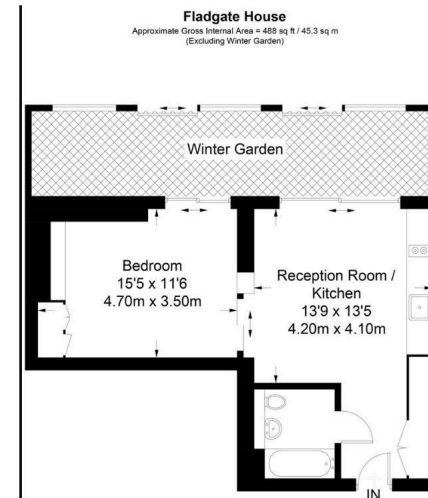 Fladgate House
Approximate Gross Internal Area = 488 sq ft / 45.3 sq m
(Excluding Winter Garden)
Winter Garden
Bedroom
15'5 x 11'6
4.70m x 3.50m
Reception Room /
Kitchen
13'9 x 13'5
4.20m x 4.10m
IN